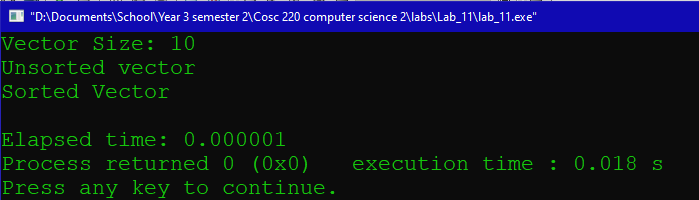 "D:\Documents\School\Year 3 semester 2\Cosc 220 computer science 2\labs\Lab_11\lab_11.exe"
Vector Size: 10
Unsorted vector
Sorted Vector
Elapsed time: 0.000001
Process returned 0 (0x0)   execution time : 0.018 s
Press any key to continue.